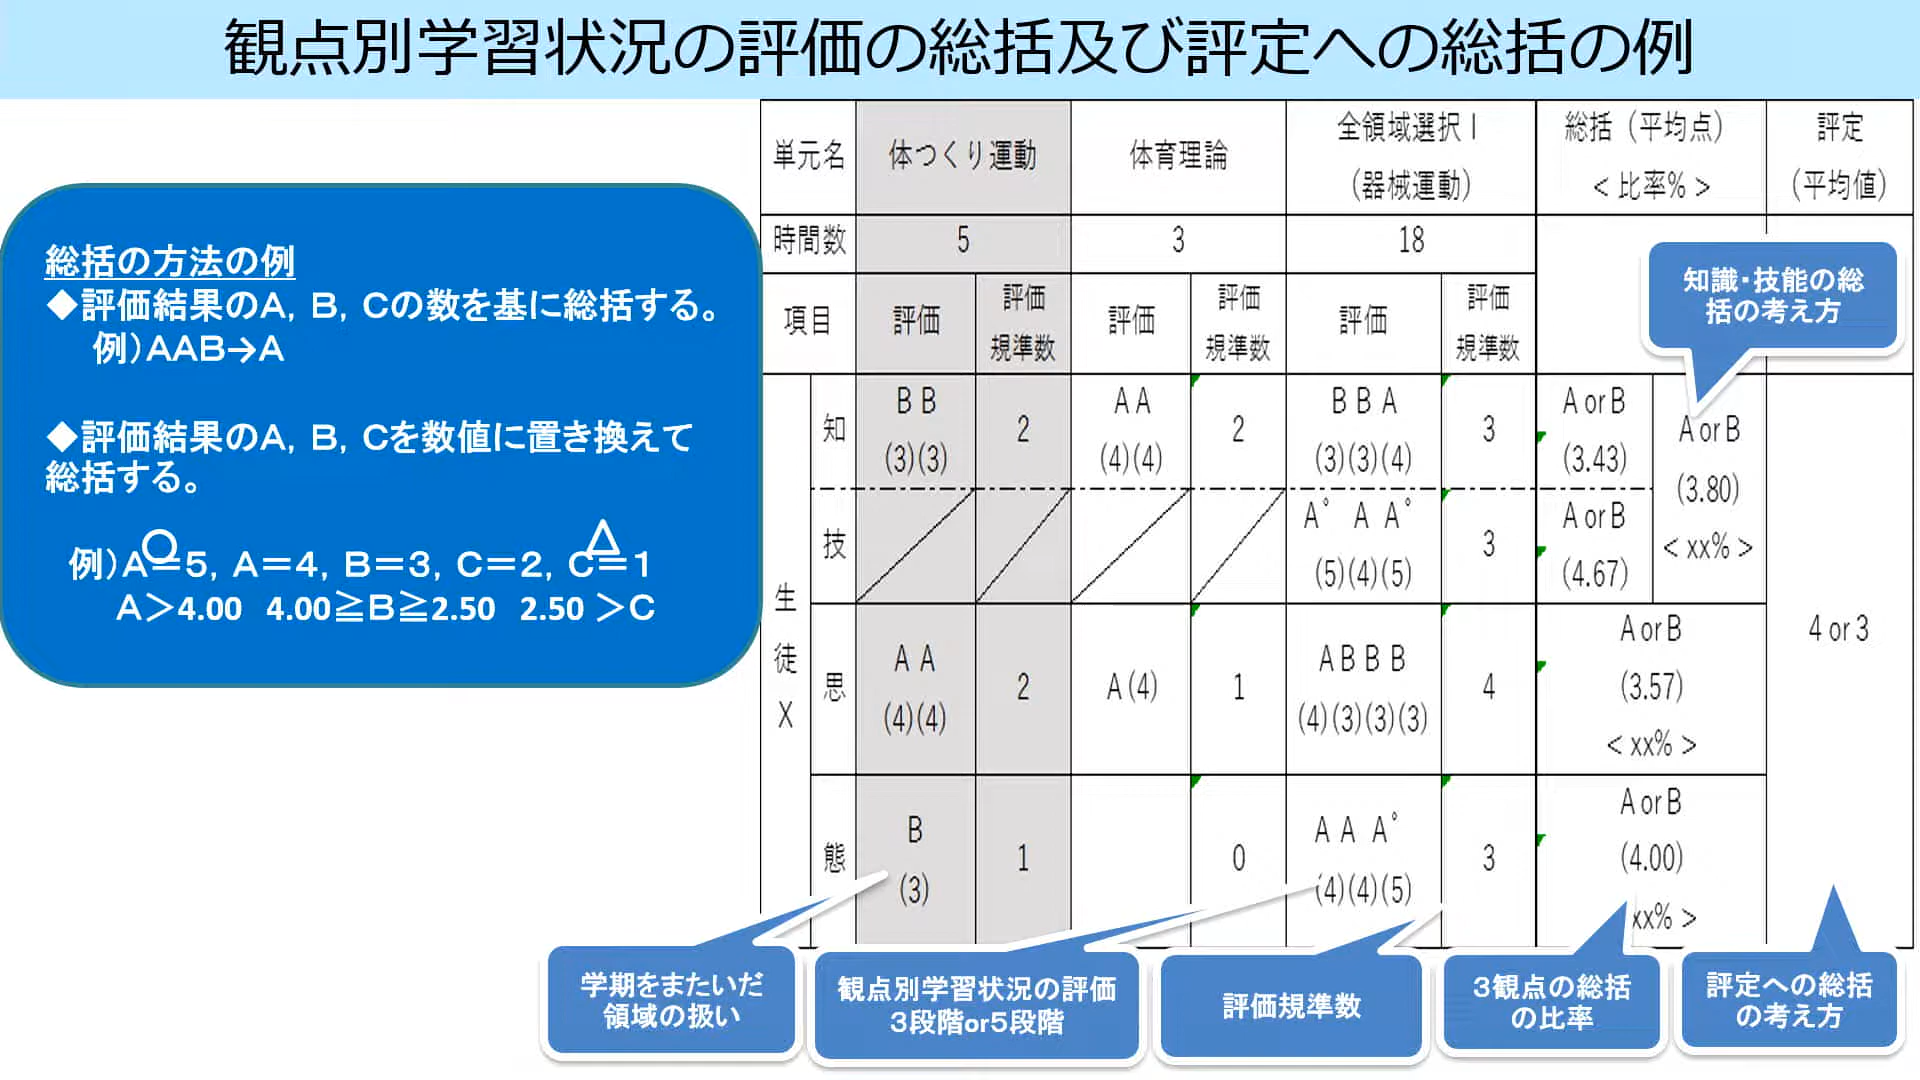 観点別学習状況の評価の総括及び評定への総括の例
総括の方法の例
◆評価結果のA，B，Cの数を基に総括する。
例）AAB→A
◆評価結果のA，B，Cを数値に置き換えて
総括する。
例）A○＝5，A＝4，B＝3，C＝2，C△＝1
A＞4.00 4.00≧B≧2.50 2.50＞C
単元名
体つくり運動
体育理論
全領域選択Ⅰ
（器械運動）
総括（平均点）
＜比率%＞
評定
（平均値）
時間数
5
3
18
項目
評価
評価
規準数
評価
評価
規準数
評価
評価
規準数
知識・技能の総
括の考え方
生
徒
X
知
B B
(3)(3)
2
A A
(4)(4)
2
B B A
(3)(3)(4)
3
A or B
(3.43)
A or B
(3.80)
＜xx%＞
技
A° A A°
(5)(4)(5)
3
A or B
(4.67)
思
A A
(4)(4)
2
A (4)
1
A B B B
(4)(3)(3)(3)
4
A or B
(3.57)
＜xx%＞
4 or 3
態
B
(3)
1
0
A A A°
(4)(4)(5)
3
A or B
(4.00)
xx%＞
学期をまたいだ
領域の扱い
観点別学習状況の評価
３段階or５段階
評価規準数
３観点の総括
の比率
評定への総括
の考え方